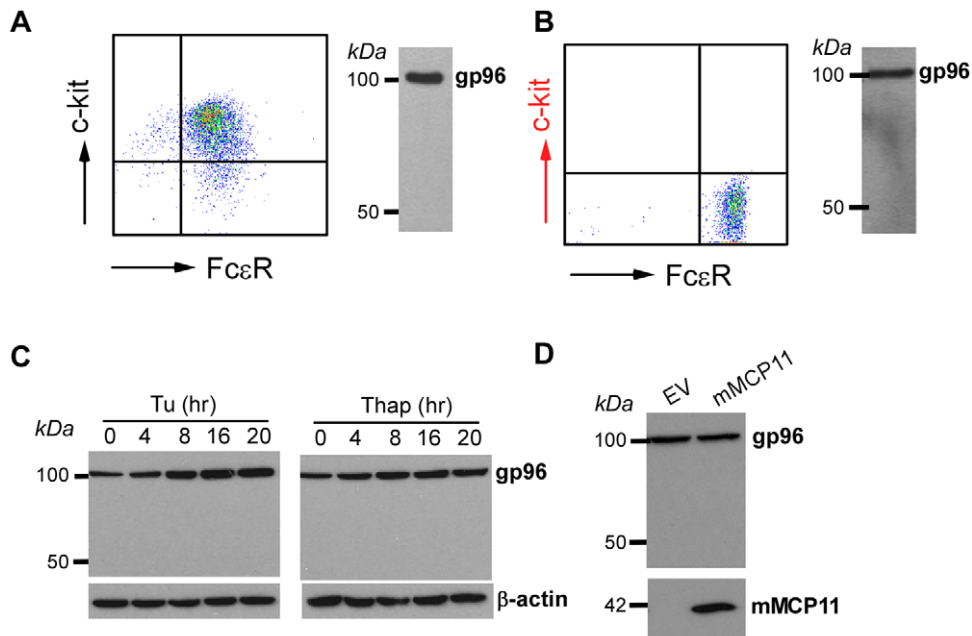 A
c-kit
FcεR
kDa
100
50
gp96
B
c-kit
FcεR
kDa
100
50
gp96
C
Tu (hr)
Thap (hr)
kDa
0 4 8 16 20
0 4 8 16 20
100
50
gp96
β-actin
D
EV
mMCP11
kDa
100
50
gp96
42
mMCP11